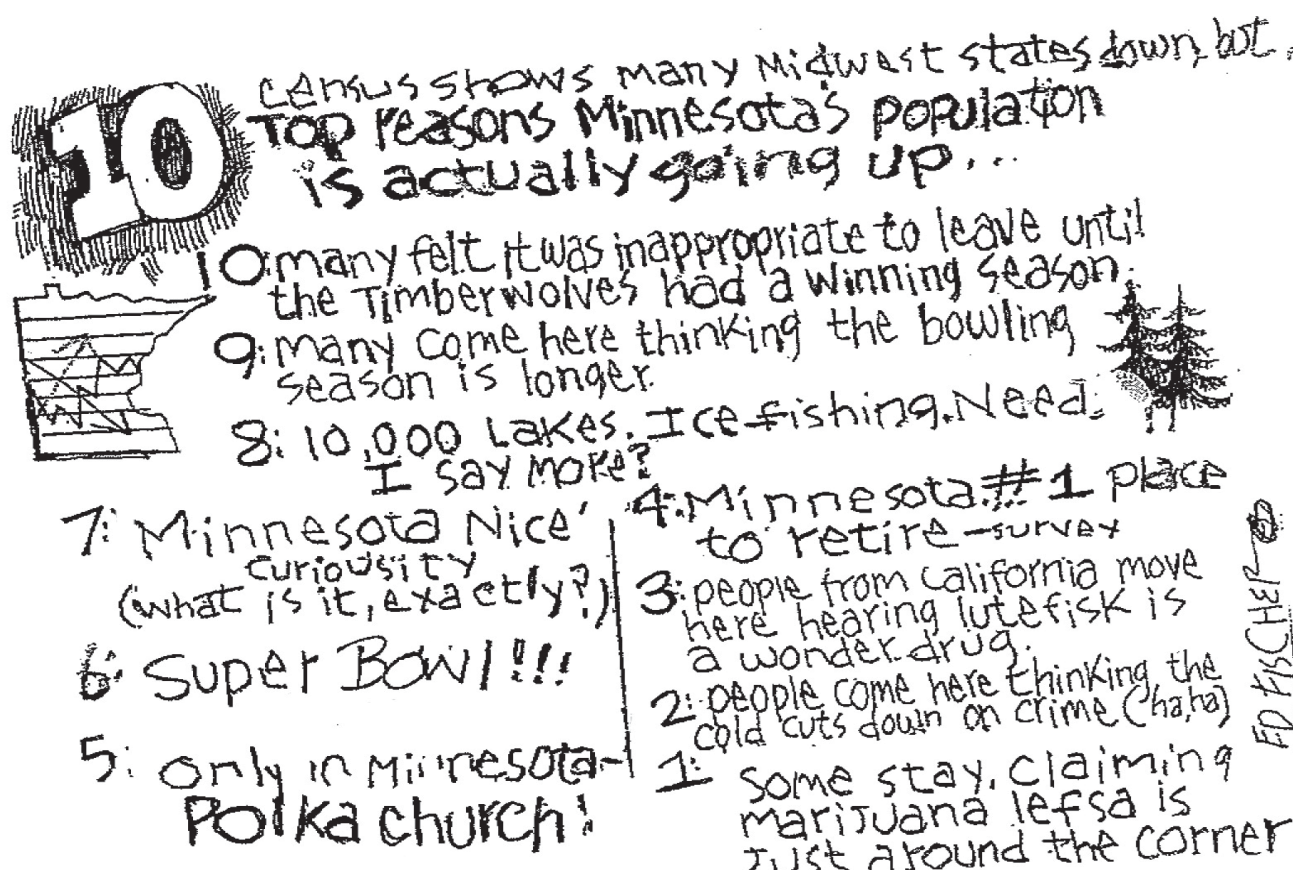 census shows many Midwest states down, but
10
Top reasons Minnesota's population
is actually going up...
10: many felt it was inappropriate to leave until
the Timberwolves had a winning season.
9: many come here thinking the bowling
season is longer.
8: 10,000 Lakes. Ice fishing. Need
I say more?
7: 'Minnesota Nice'
curiousity
(what is it, exactly?)
6: Super Bowl!!!
5: only in Minnesota-
Polka church!
4: Minnesota #1 place
to retire-survey
3: people from california move
here hearing lutefisk is
a wonder drug.
2: people come here thinking the
cold cuts down on crime (ha,ha)
1: some stay, claiming
marijuana lefsa is
just around the corner
ED FISCHER